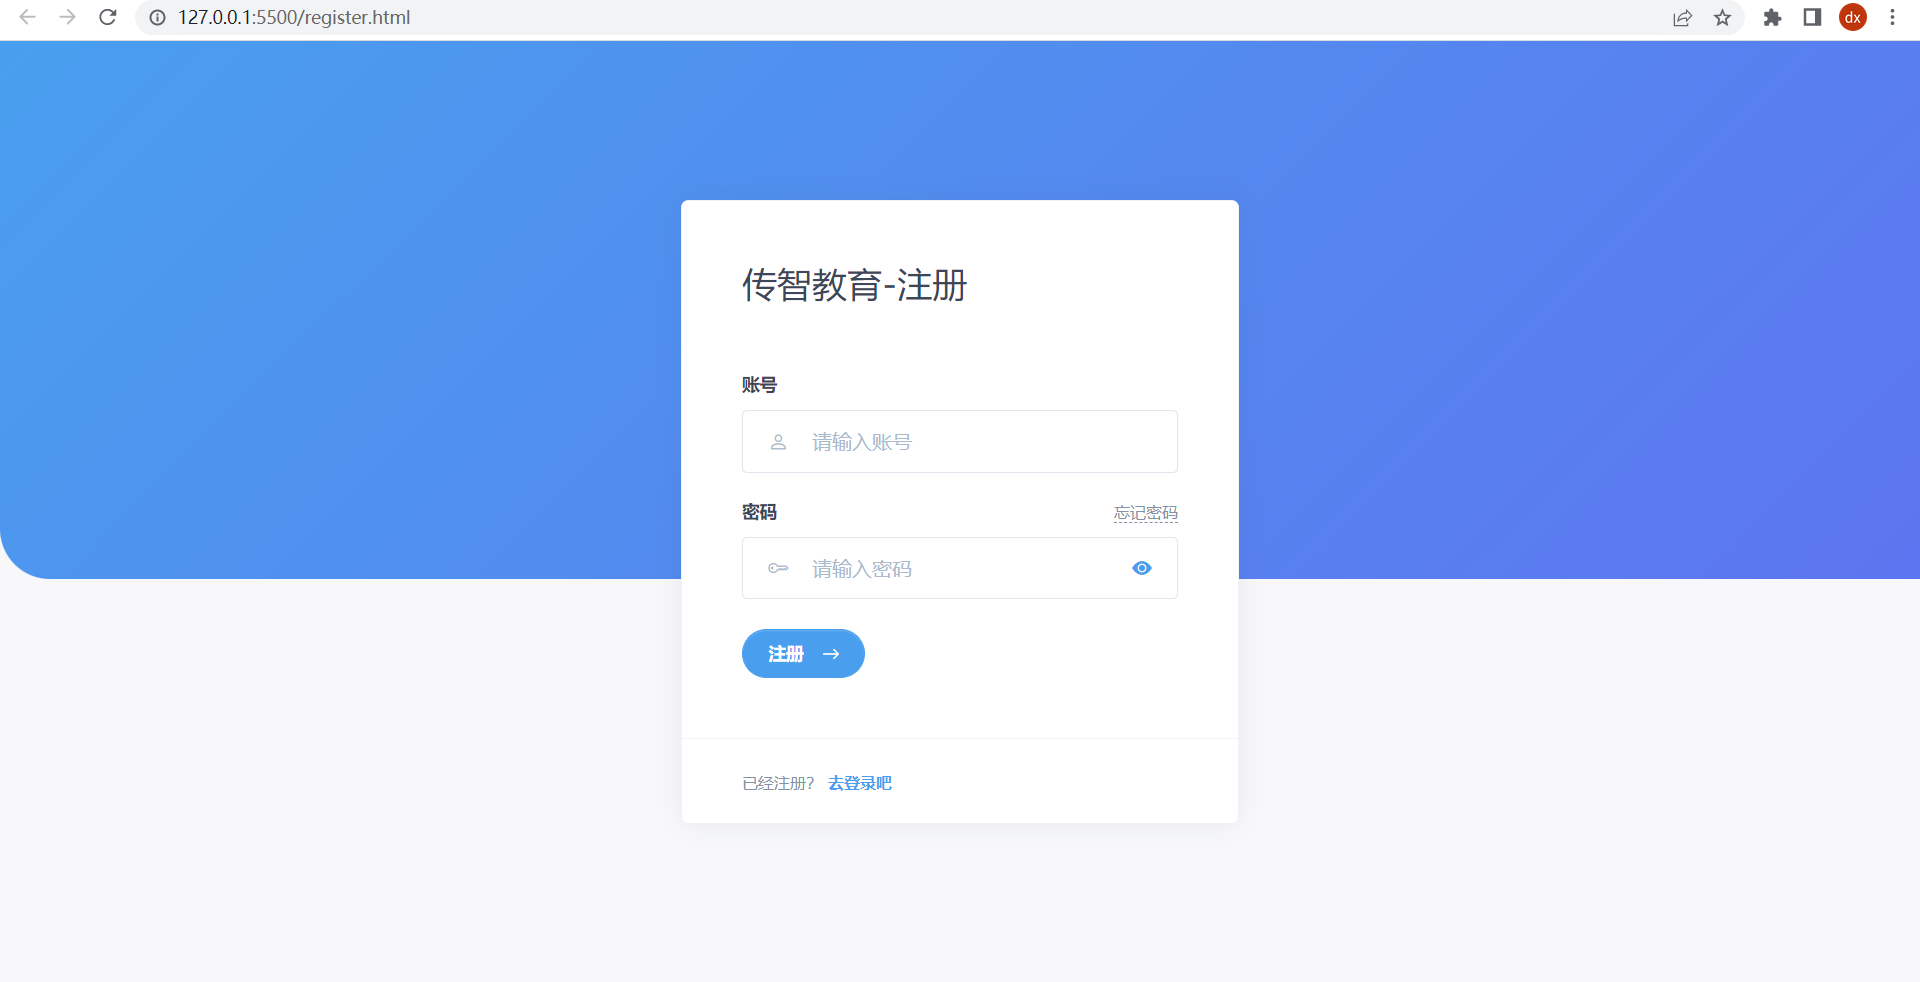 127.0.0.1:5500/register.html
dx
传智教育-注册
账号
请输入账号
密码 忘记密码
请输入密码
注册
已经注册? 去登录吧